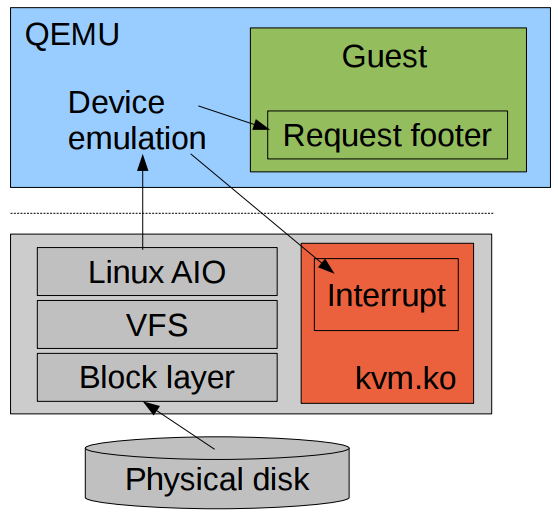 QEMU
Guest
Device
emulation
Request footer
Linux AIO
VFS
Block layer
Interrupt
kvm.ko
Physical disk